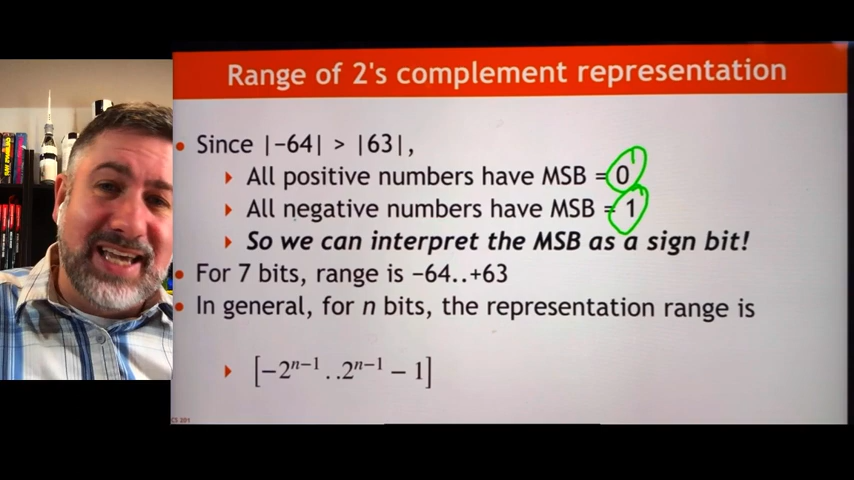 Range of 2's complement representation
• Since |−64| > |63|,
▸ All positive numbers have MSB = 0
▸ All negative numbers have MSB = 1
▸ So we can interpret the MSB as a sign bit!
• For 7 bits, range is −64..+63
• In general, for n bits, the representation range is
▸ [−2ⁿ⁻¹ . . 2ⁿ⁻¹ − 1]